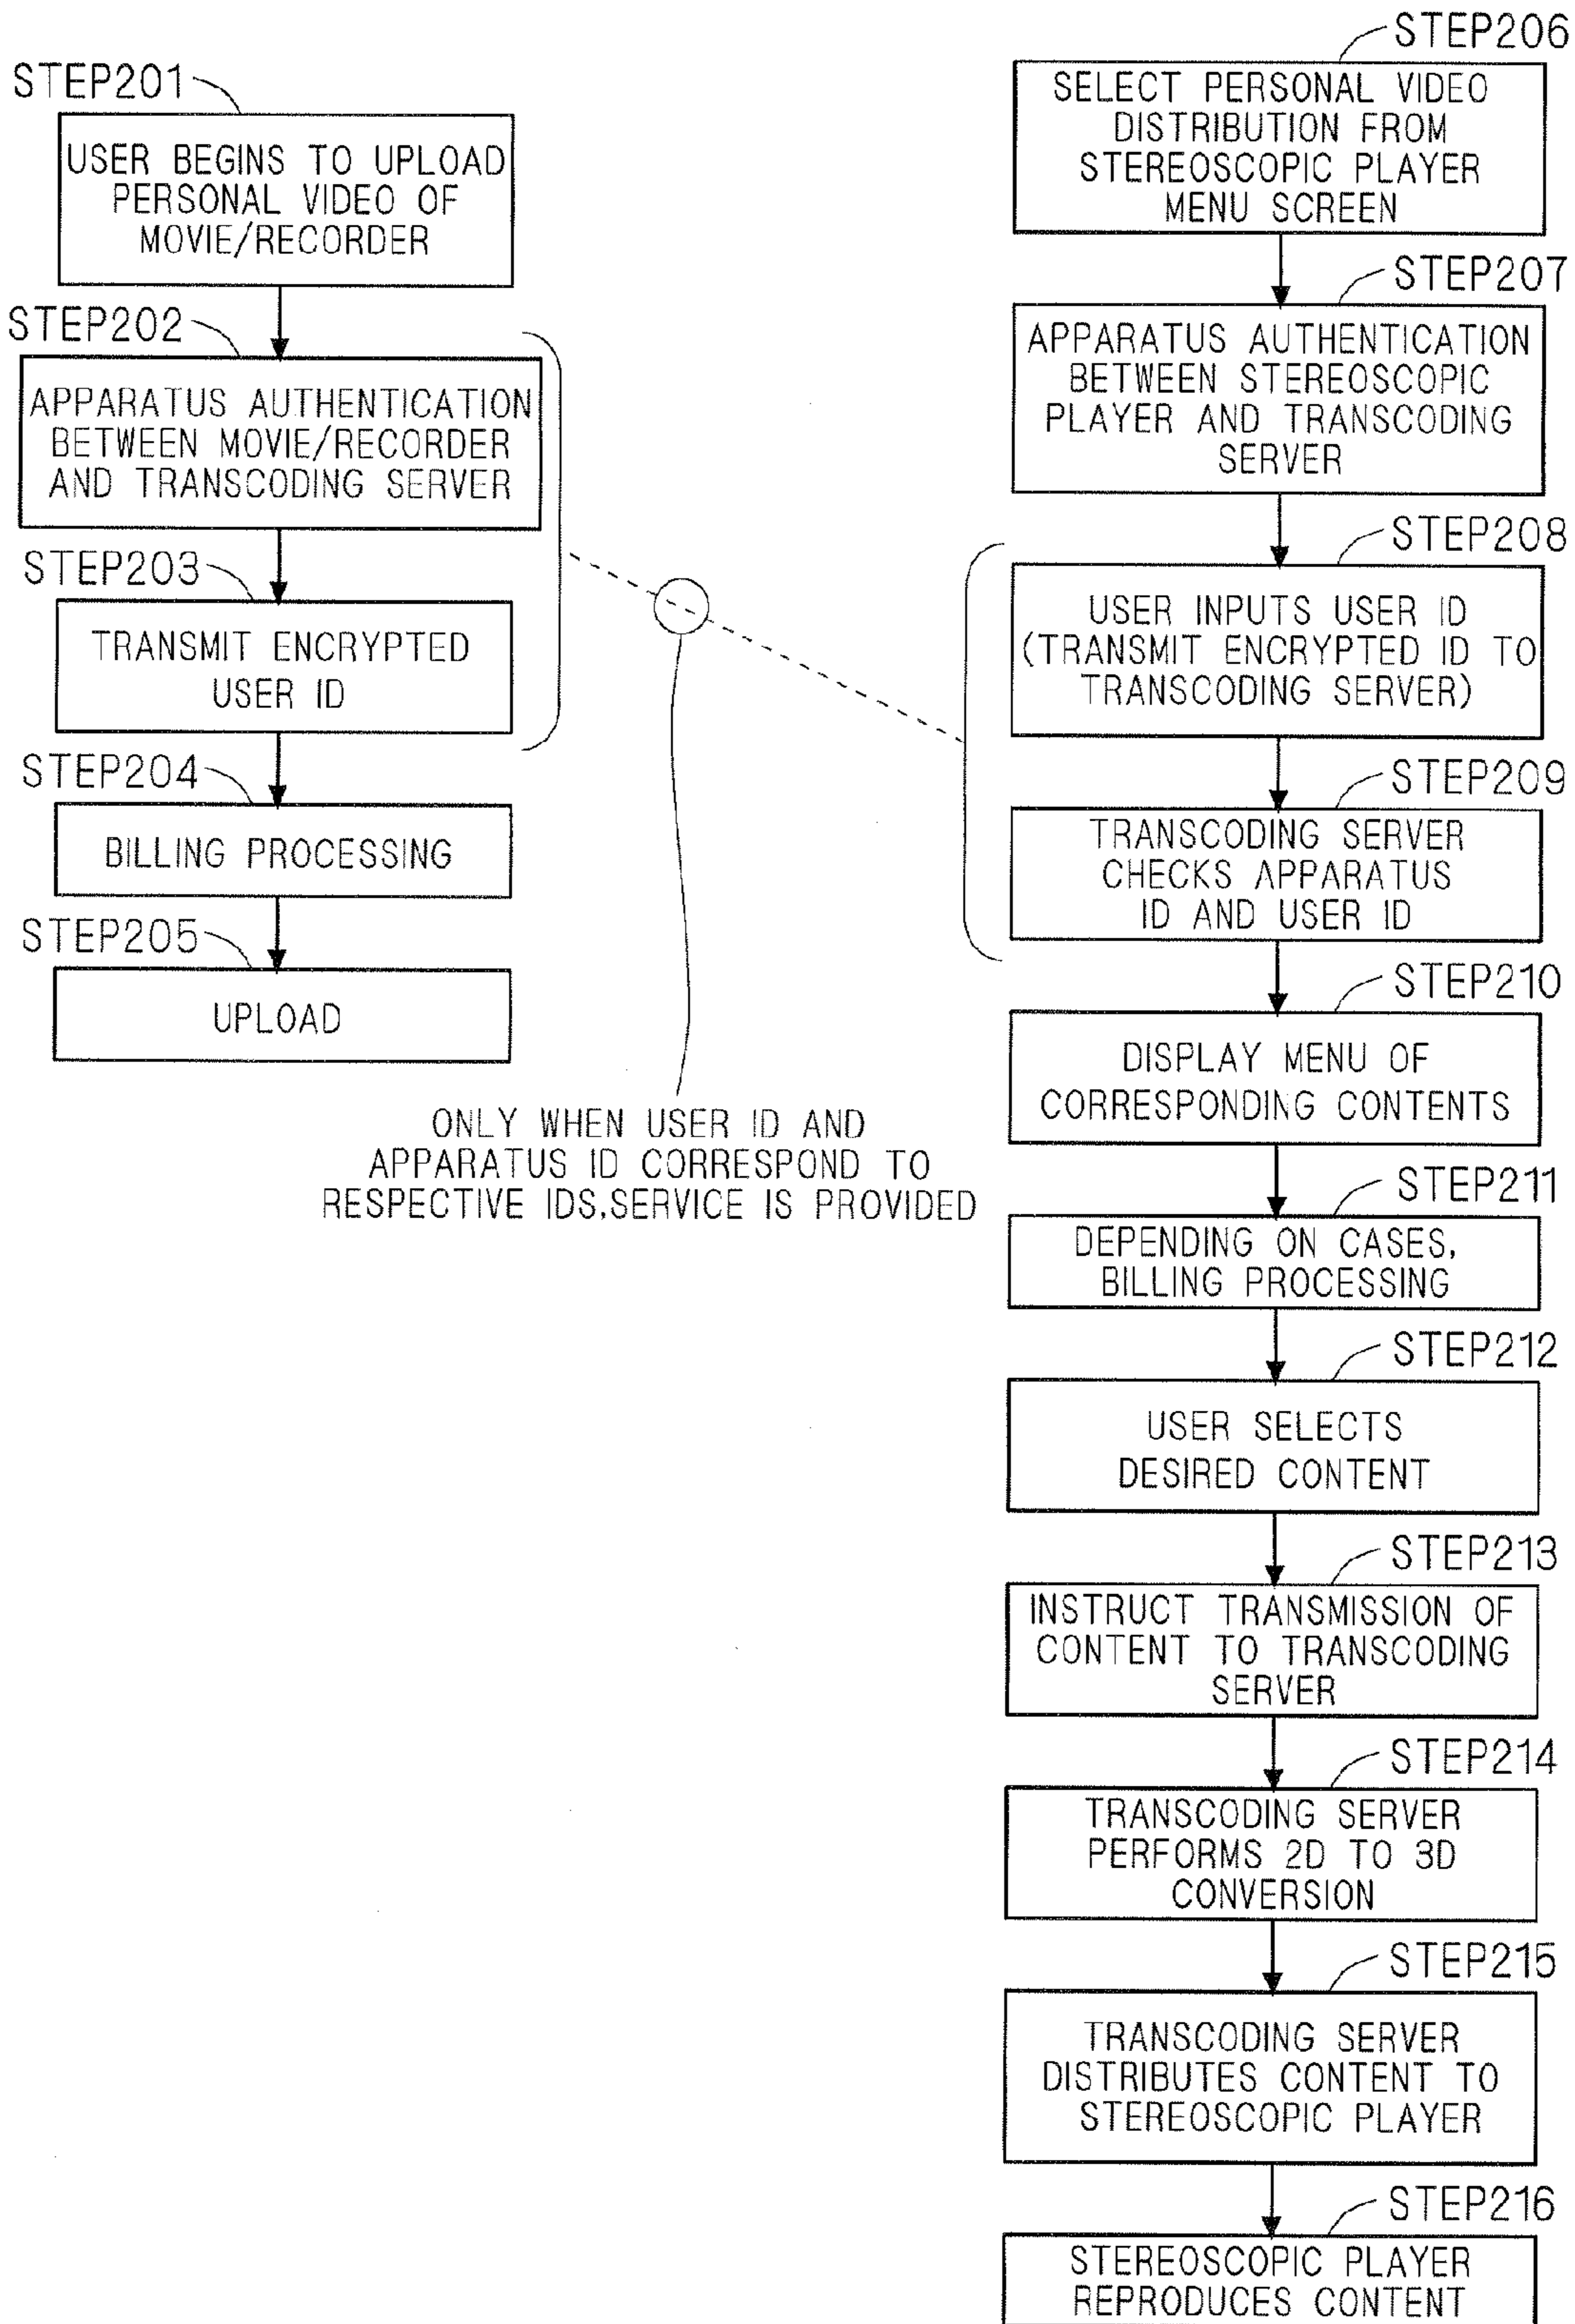 STEP201
USER BEGINS TO UPLOAD
PERSONAL VIDEO OF
MOVIE/RECORDER
STEP202
APPARATUS AUTHENTICATION
BETWEEN MOVIE/RECORDER
AND TRANSCODING SERVER
STEP203
TRANSMIT ENCRYPTED
USER ID
STEP204
BILLING PROCESSING
STEP205
UPLOAD
ONLY WHEN USER ID AND
APPARATUS ID CORRESPOND TO
RESPECTIVE IDS,SERVICE IS PROVIDED
STEP206
SELECT PERSONAL VIDEO
DISTRIBUTION FROM
STEREOSCOPIC PLAYER
MENU SCREEN
STEP207
APPARATUS AUTHENTICATION
BETWEEN STEREOSCOPIC
PLAYER AND TRANSCODING
SERVER
STEP208
USER INPUTS USER ID
(TRANSMIT ENCRYPTED ID TO
TRANSCODING SERVER)
STEP209
TRANSCODING SERVER
CHECKS APPARATUS
ID AND USER ID
STEP210
DISPLAY MENU OF
CORRESPONDING CONTENTS
STEP211
DEPENDING ON CASES,
BILLING PROCESSING
STEP212
USER SELECTS
DESIRED CONTENT
STEP213
INSTRUCT TRANSMISSION OF
CONTENT TO TRANSCODING
SERVER
STEP214
TRANSCODING SERVER
PERFORMS 2D TO 3D
CONVERSION
STEP215
TRANSCODING SERVER
DISTRIBUTES CONTENT TO
STEREOSCOPIC PLAYER
STEP216
STEREOSCOPIC PLAYER
REPRODUCES CONTENT